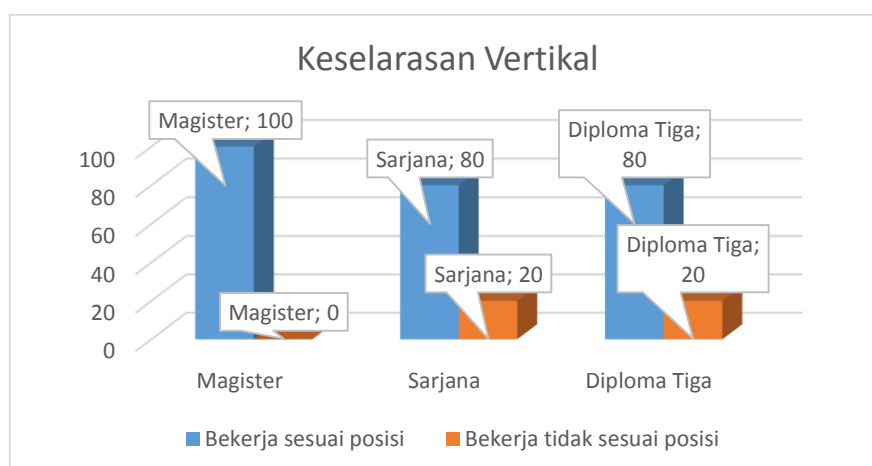 Keselarasan Vertikal
Magister; 100
Sarjana; 80
Diploma Tiga;
80
Magister; 0
Sarjana; 20
Diploma Tiga;
20
100
80
60
40
20
0
Magister
Sarjana
Diploma Tiga
Bekerja sesuai posisi
Bekerja tidak sesuai posisi